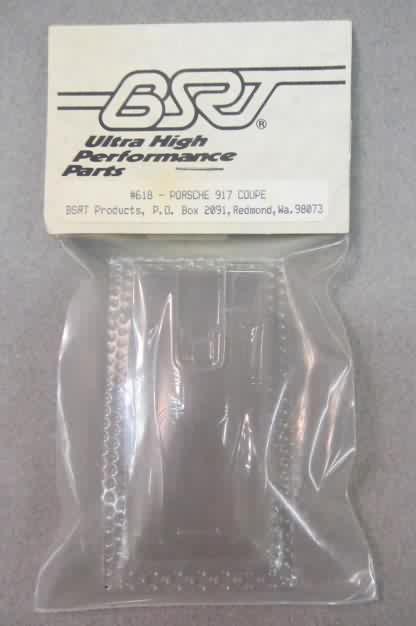 BSRT®
Ultra High
Performance
Parts
#618 - PORSCHE 917 COUPE
BSRT Products, P.O. Box 2091, Redmond, Wa. 98073